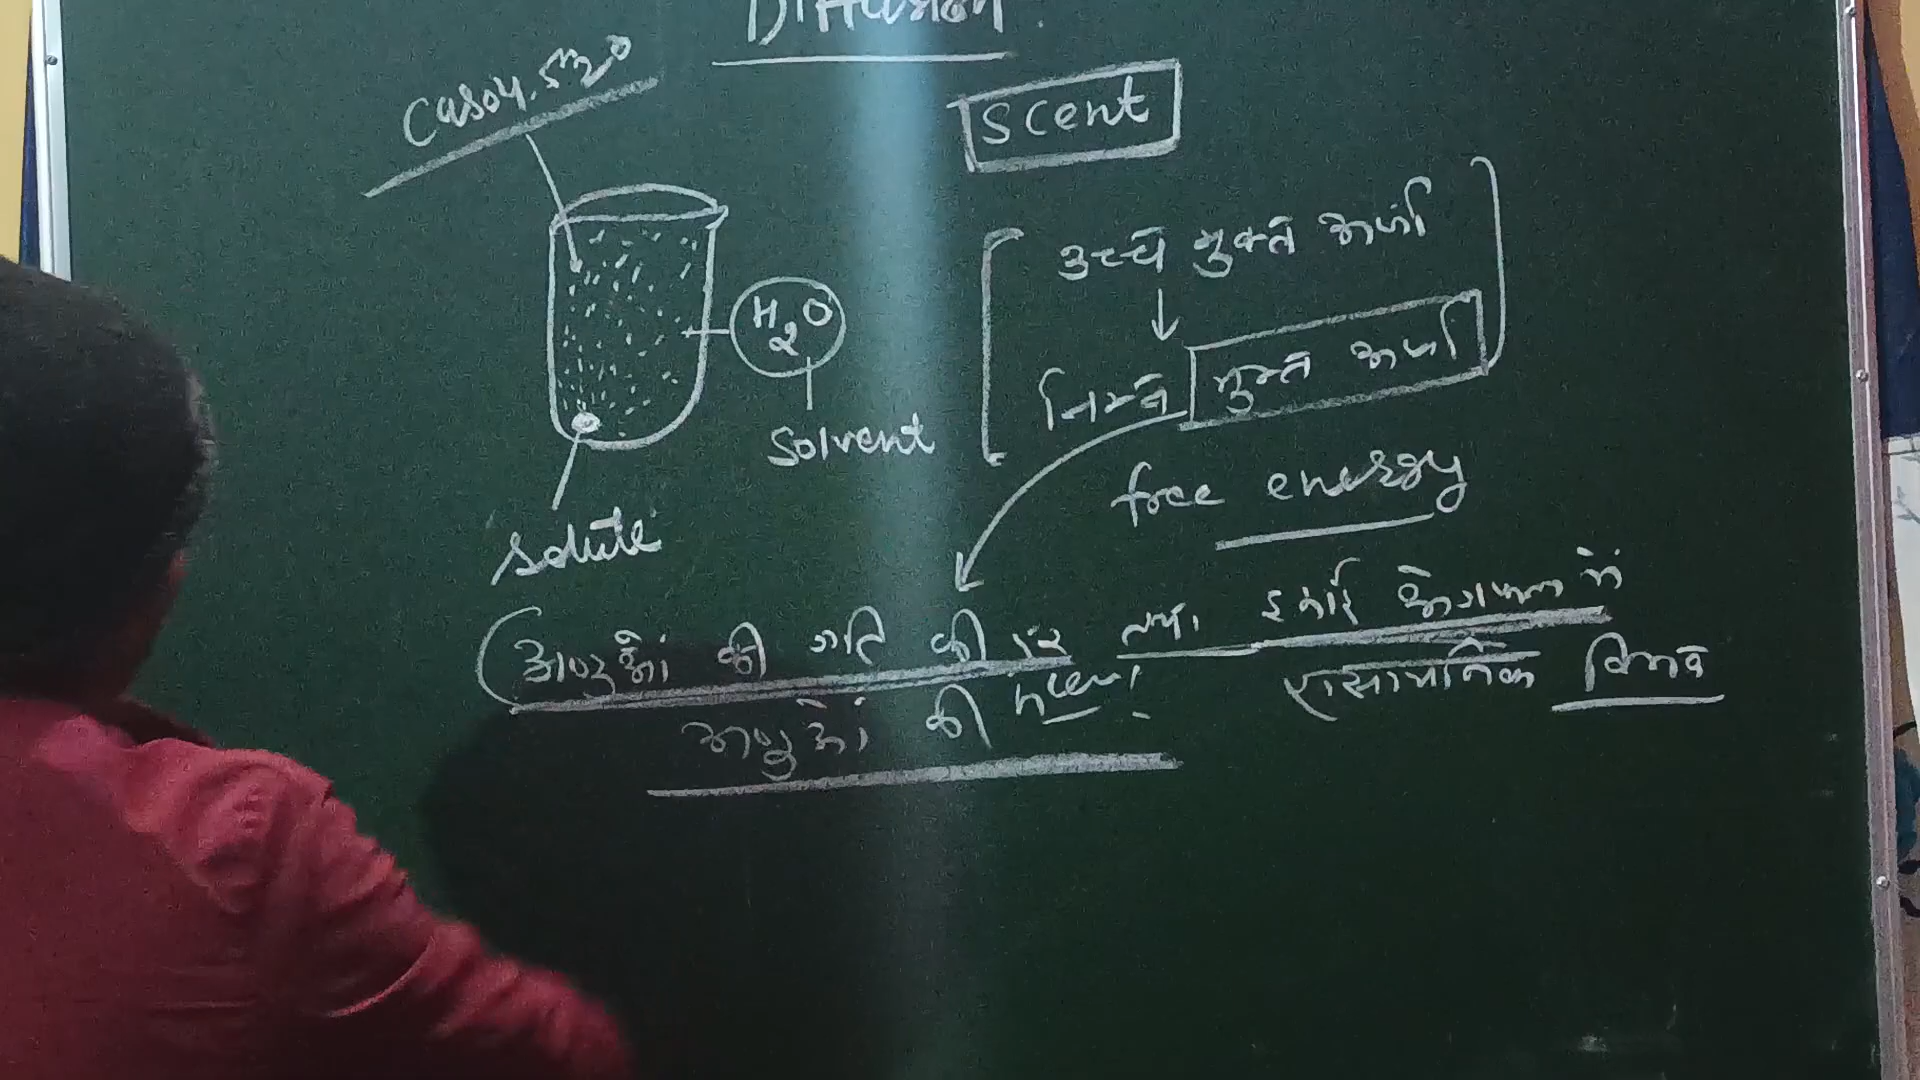 Diffusion.
CuSO4.5H2O
Scent
उच्च मुक्त ऊर्जा
H2O
निम्न मुक्त ऊर्जा
Solvent
free energy
Solute
अणुओं की गति की दर तथा इकाई क्षेत्रफल में
अणुओं की संख्या
रासायनिक विभव